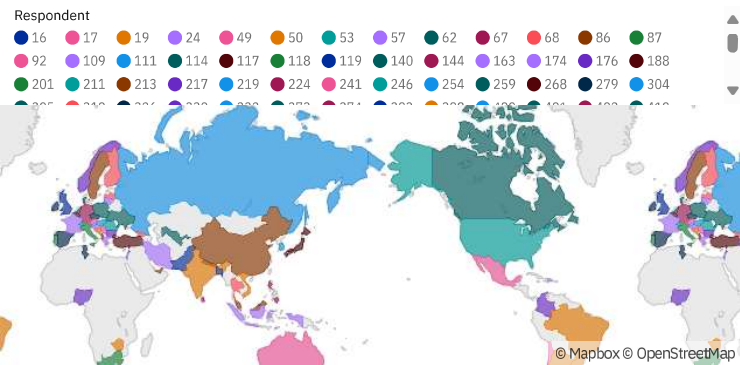 Respondent
16 17 19 24 49 50 53 57 62 67 68 86 87
92 109 111 114 117 118 119 140 144 163 174 176 188
201 211 213 217 219 224 241 246 254 259 268 279 304
© Mapbox © OpenStreetMap